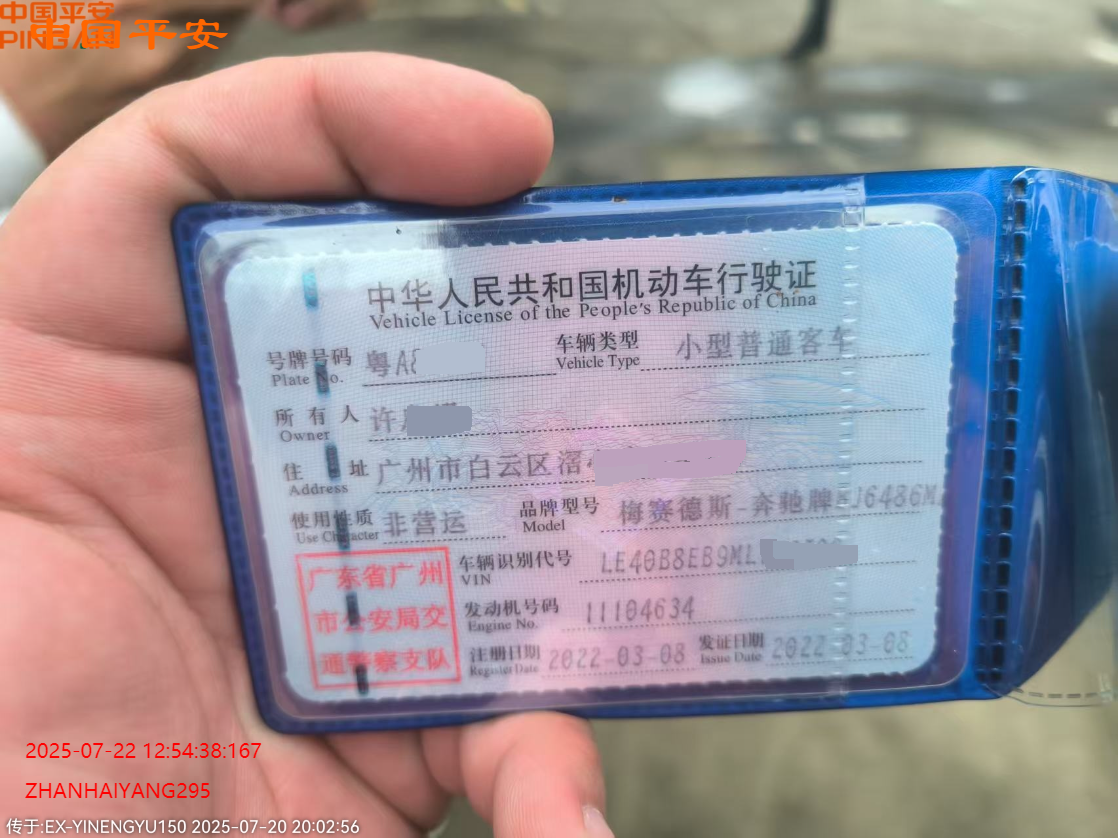 中国平安
PING AN
中国平安
中华人民共和国机动车行驶证
Vehicle License of the People's Republic of China
号牌号码 粤A8 车辆类型 小型普通客车
Plate No. Vehicle Type
所有人 许
Owner
住址 广州市白云区滘
Address
使用性质 非营运 品牌型号 梅赛德斯-奔驰牌 J6486M
Use Character Model
广东省广州
市公安局交
通警察支队
车辆识别代号 LE40B8EB9ML
VIN
发动机号码 11104634
Engine No.
注册日期 2022-03-08 发证日期 2022-03-08
Register Date Issue Date
2025-07-22 12:54:38:167
ZHANHAIYANG295
传于:EX-YINENGYU150 2025-07-20 20:02:56